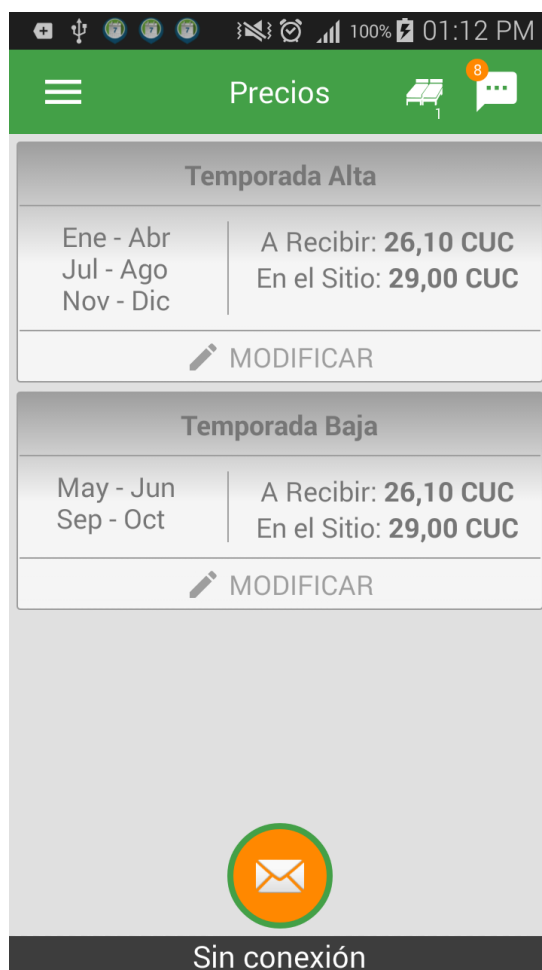 100% 01:12 PM
Precios
1
8
Temporada Alta
Ene - Abr
Jul - Ago
Nov - Dic
A Recibir: 26,10 CUC
En el Sitio: 29,00 CUC
MODIFICAR
Temporada Baja
May - Jun
Sep - Oct
A Recibir: 26,10 CUC
En el Sitio: 29,00 CUC
MODIFICAR
Sin conexión